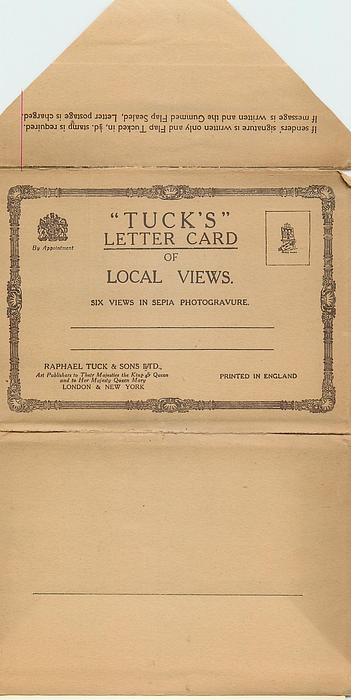 If senders' signature is written only and Flap Tucked in, ½d. stamp is required.
If message is written and the Gummed Flap Sealed, Letter postage is charged.
"TUCK'S"
LETTER CARD
OF
LOCAL VIEWS.
By Appointment
SIX VIEWS IN SEPIA PHOTOGRAVURE.
RAPHAEL TUCK & SONS LTD.,
Art Publishers to Their Majesties the King & Queen
and to Her Majesty Queen Mary
LONDON & NEW YORK
PRINTED IN ENGLAND